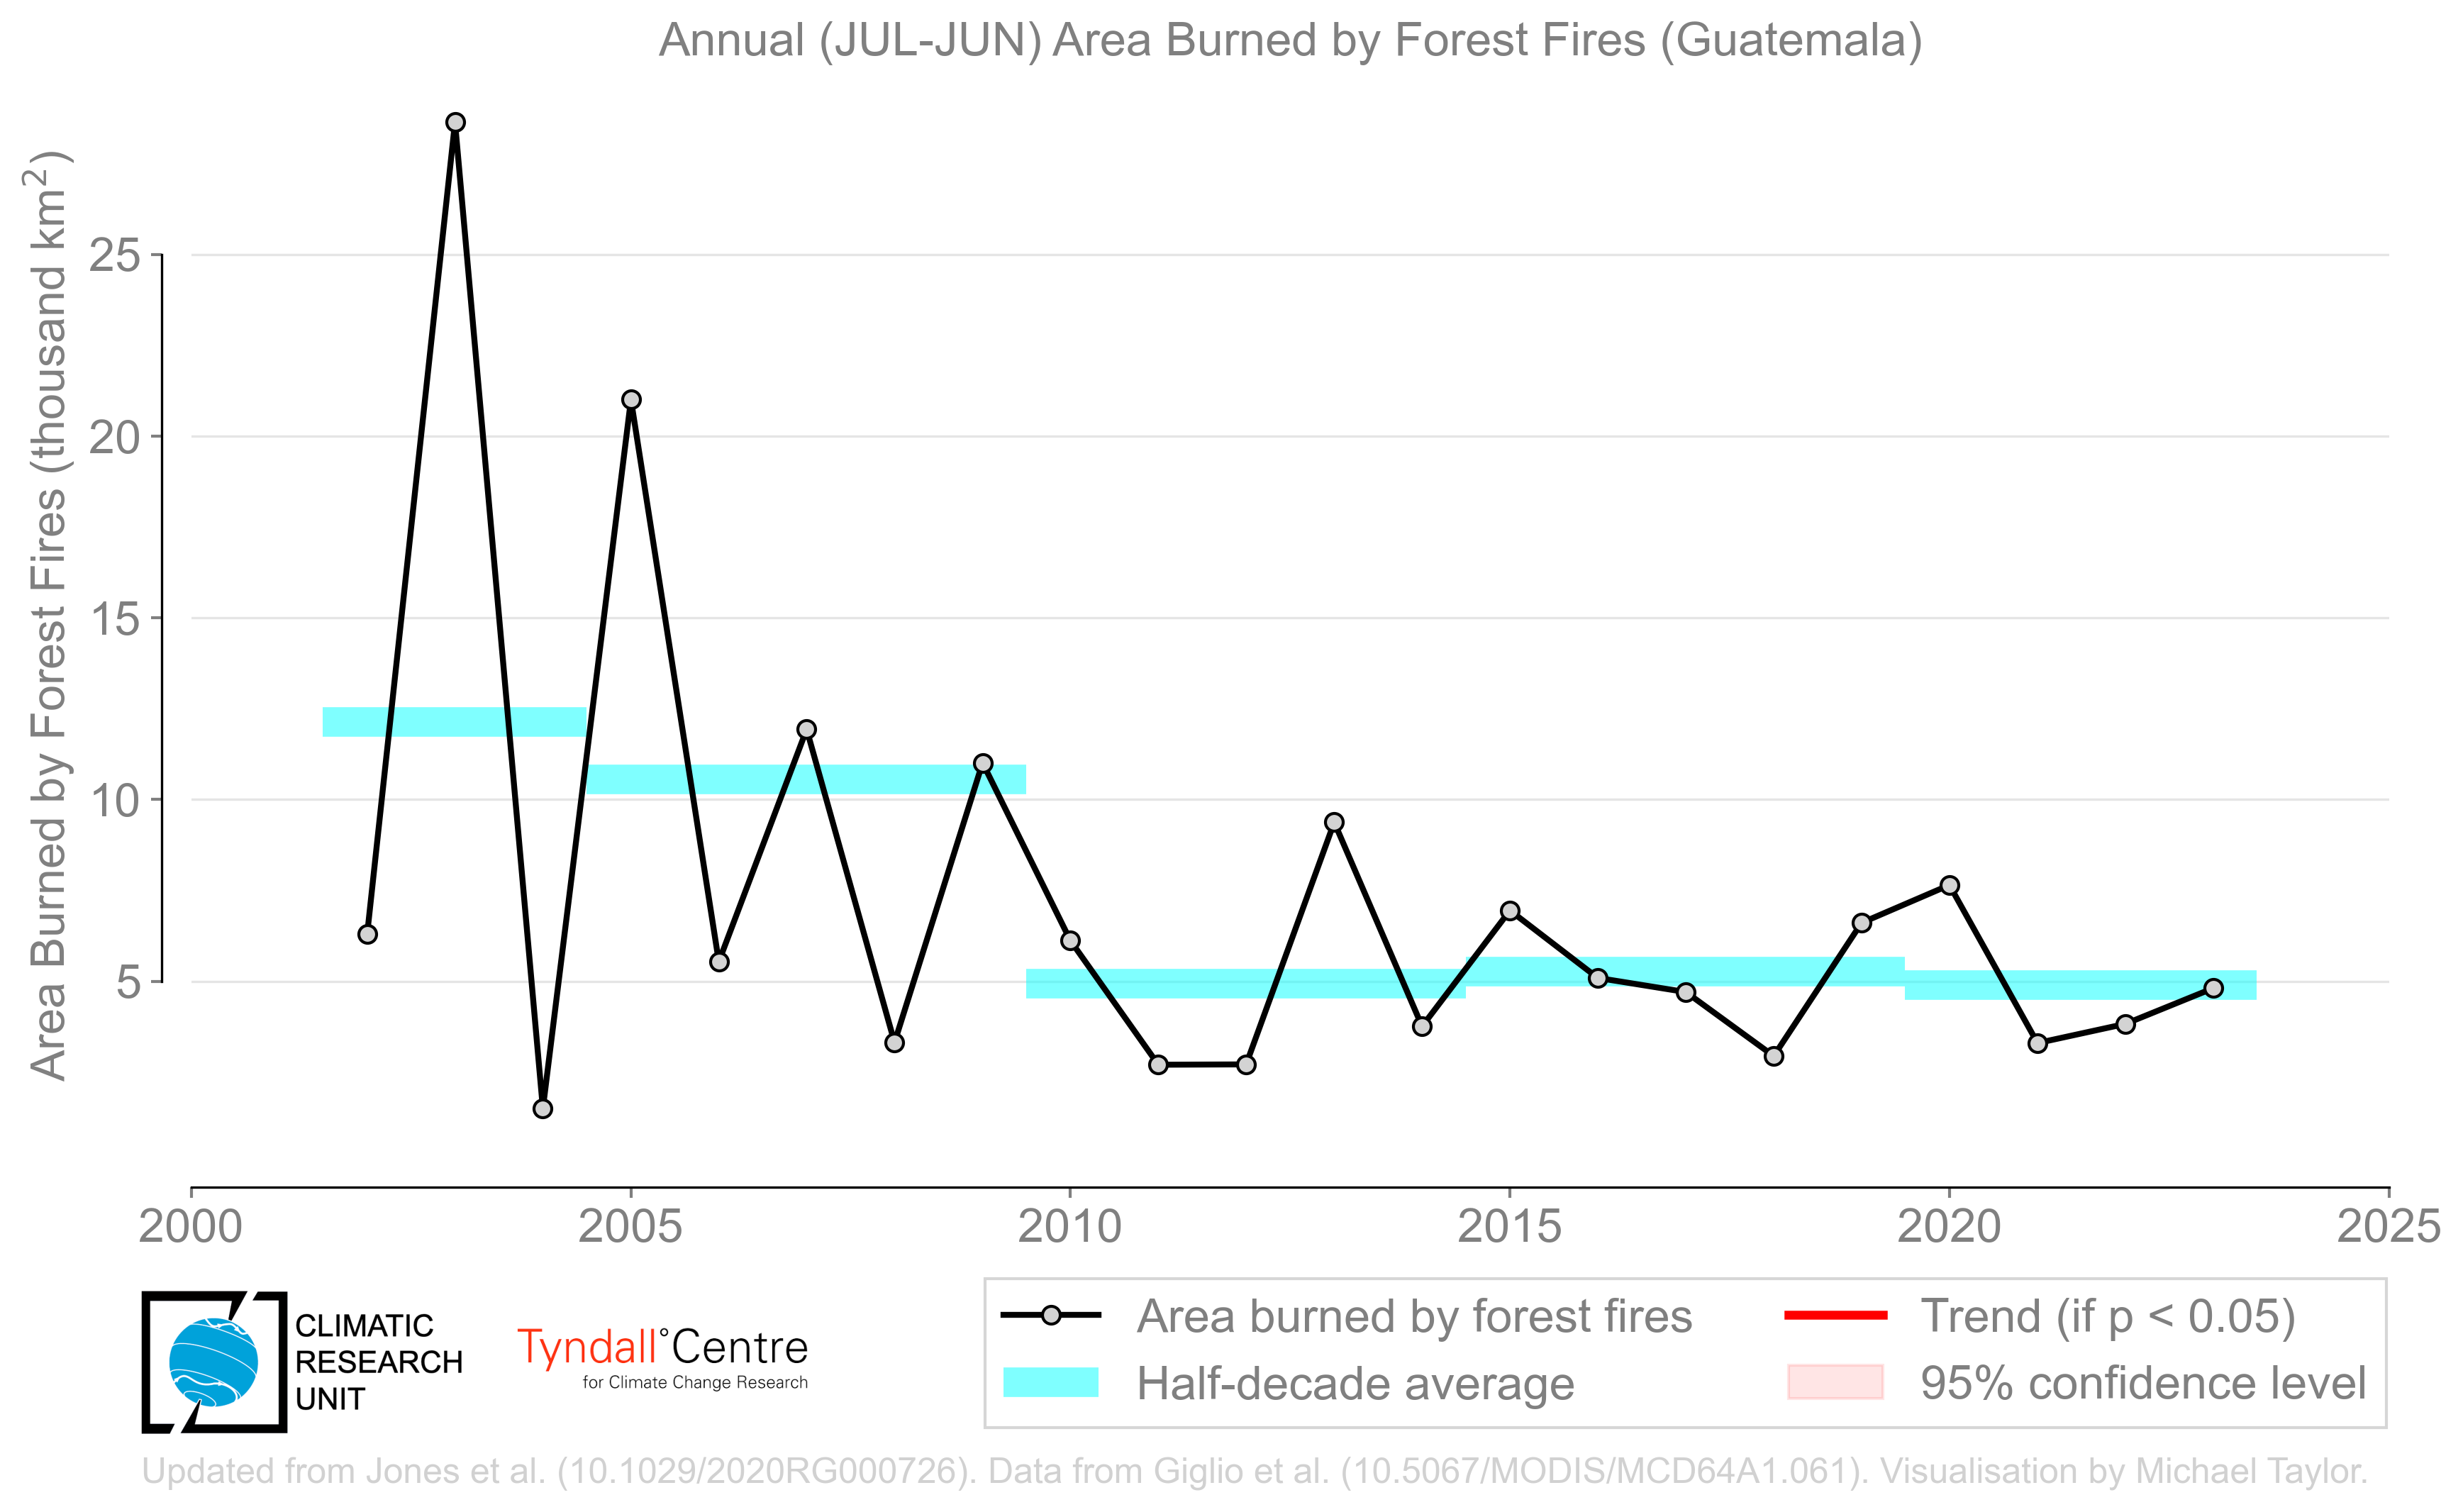 Annual (JUL-JUN) Area Burned by Forest Fires (Guatemala)
Area Burned by Forest Fires (thousand km²)
25
20
15
10
5
2000
2005
2010
2015
2020
2025
CLIMATIC
RESEARCH
UNIT
Tyndall°Centre
for Climate Change Research
Area burned by forest fires
Half-decade average
Trend (if p < 0.05)
95% confidence level
Updated from Jones et al. (10.1029/2020RG000726). Data from Giglio et al. (10.5067/MODIS/MCD64A1.061). Visualisation by Michael Taylor.